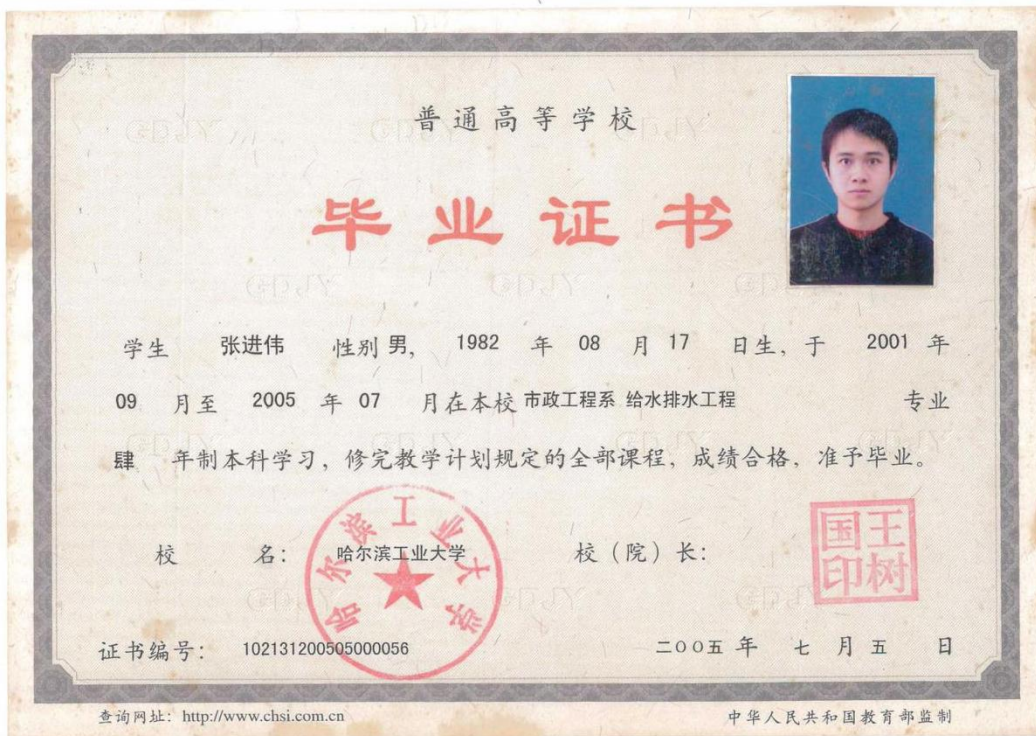 普通高等学校
毕业证书
学生 张进伟 性别 男, 1982 年 08 月 17 日生, 于 2001 年
09 月至 2005 年 07 月在本校 市政工程系 给水排水工程 专业
肆 年制本科学习, 修完教学计划规定的全部课程, 成绩合格, 准予毕业。
校 名: 哈尔滨工业大学 校(院)长:
哈尔滨工业大学
王树国印
证书编号: 102131200505000056 二〇〇五 年 七 月 五 日
查询网址: http://www.chsi.com.cn 中华人民共和国教育部监制